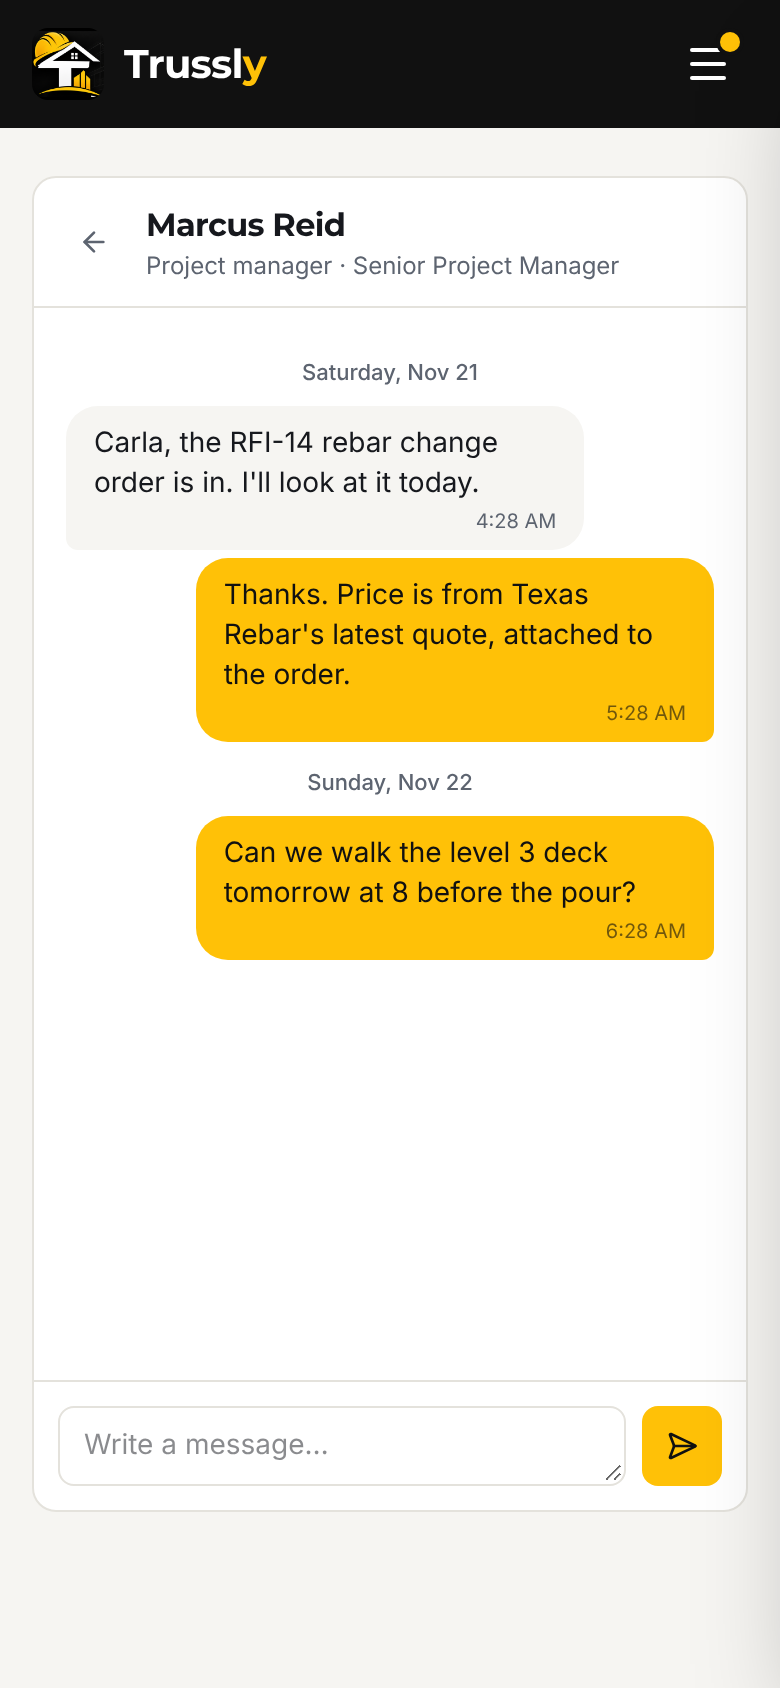 Trussly
Marcus Reid
Project manager · Senior Project Manager
Saturday, Nov 21
Carla, the RFI-14 rebar change
order is in. I'll look at it today.
4:28 AM
Thanks. Price is from Texas
Rebar's latest quote, attached to
the order.
5:28 AM
Sunday, Nov 22
Can we walk the level 3 deck
tomorrow at 8 before the pour?
6:28 AM
Write a message...